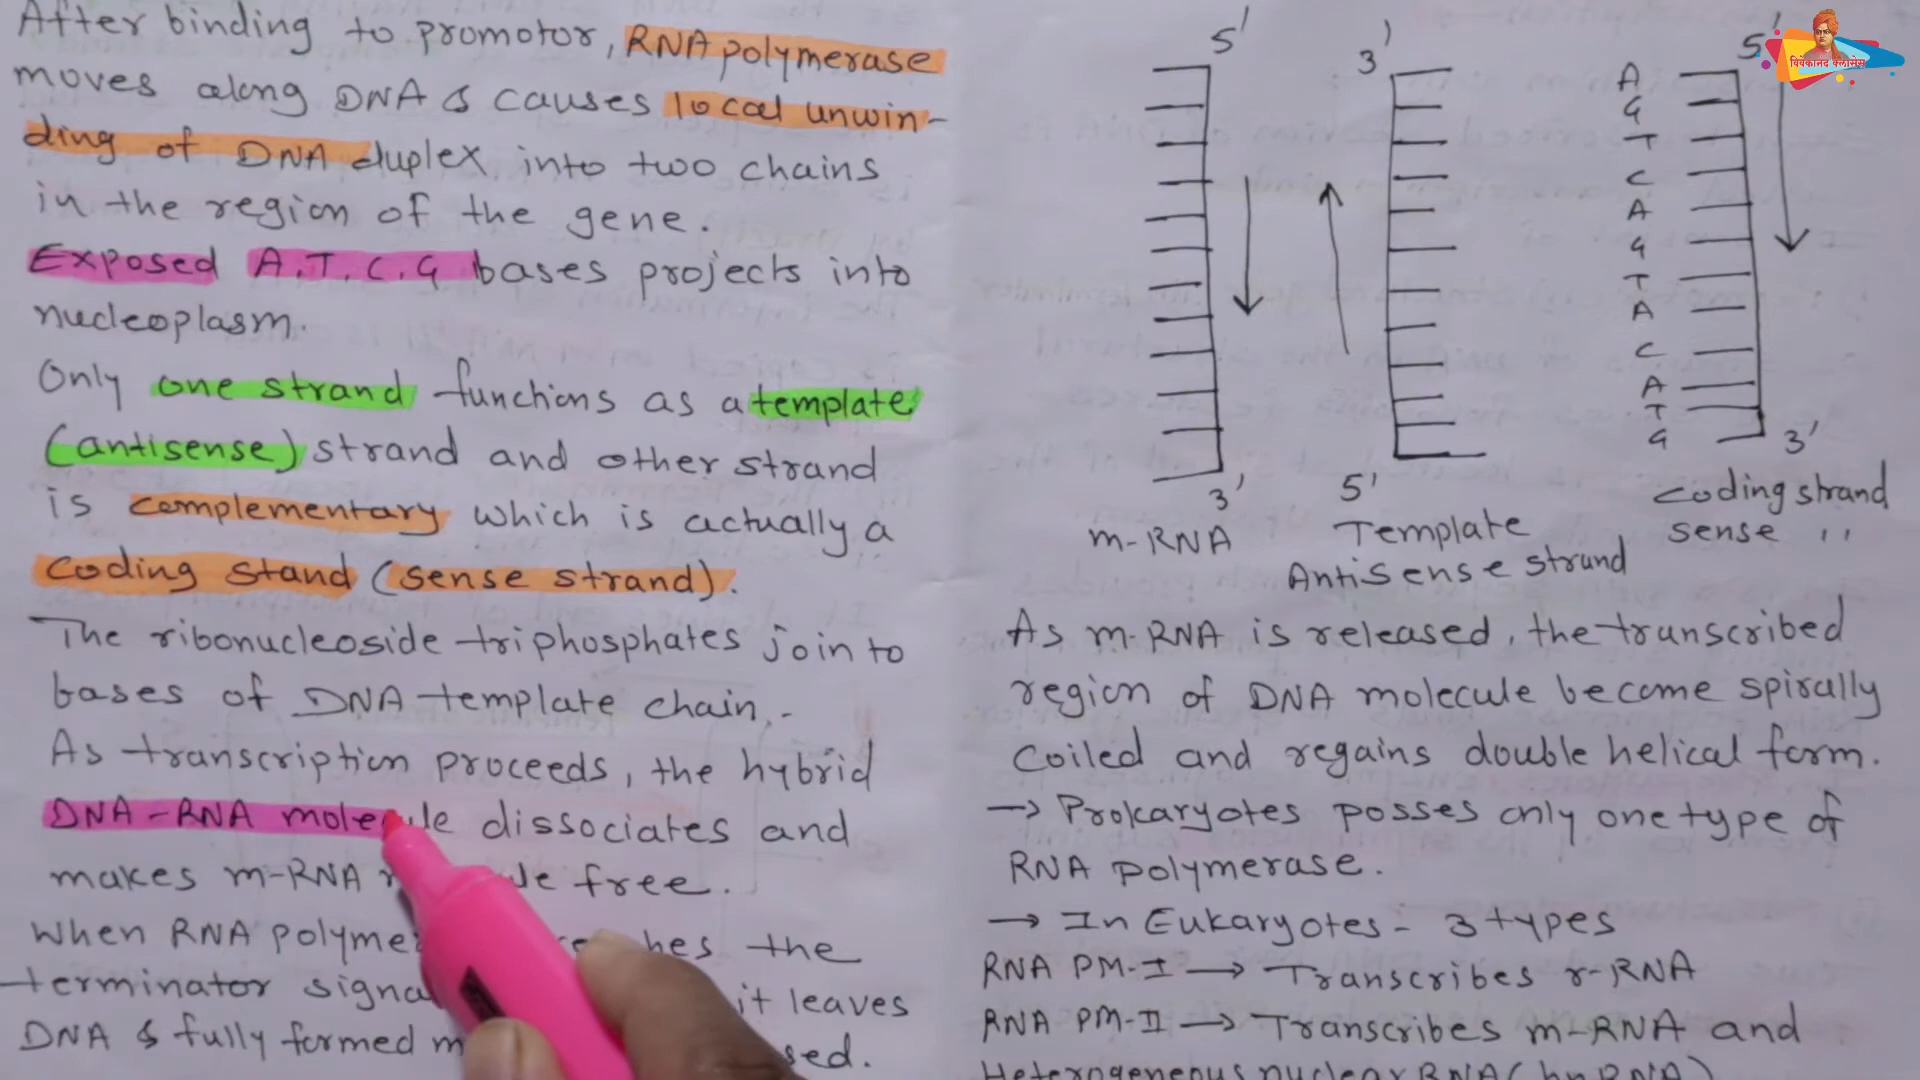 After binding to promotor, RNA polymerase
moves along DNA & causes local unwin-
ding of DNA duplex into two chains
in the region of the gene.
Exposed A.T.C.G bases projects into
nucleoplasm.
Only one strand functions as a template
(antisense) strand and other strand
is complementary which is actually a
coding stand (sense strand).
The ribonucleoside triphosphates join to
bases of DNA template chain.-
As transcription proceeds, the hybrid
DNA-RNA molecule dissociates and
makes m-RNA free.
When RNA the
terminator it leaves
DNA & fully formed
5' 3' 5'
A
G
T
C
A
G
T
A
C
A
T
G
3' 5' 3'
m-RNA
Template
Antisense strand
Coding strand
sense ,,
As m-RNA is released, the transcribed
region of DNA molecule become spirally
coiled and regains double helical form.
→ Prokaryotes posses only one type of
RNA polymerase.
→ In Eukaryotes - 3 types
RNA PM-I → Transcribes r-RNA
RNA PM-II → Transcribes m-RNA and
Heterogeneous nuclear RNA (hnRNA)
विवेकानंद क्लासेस